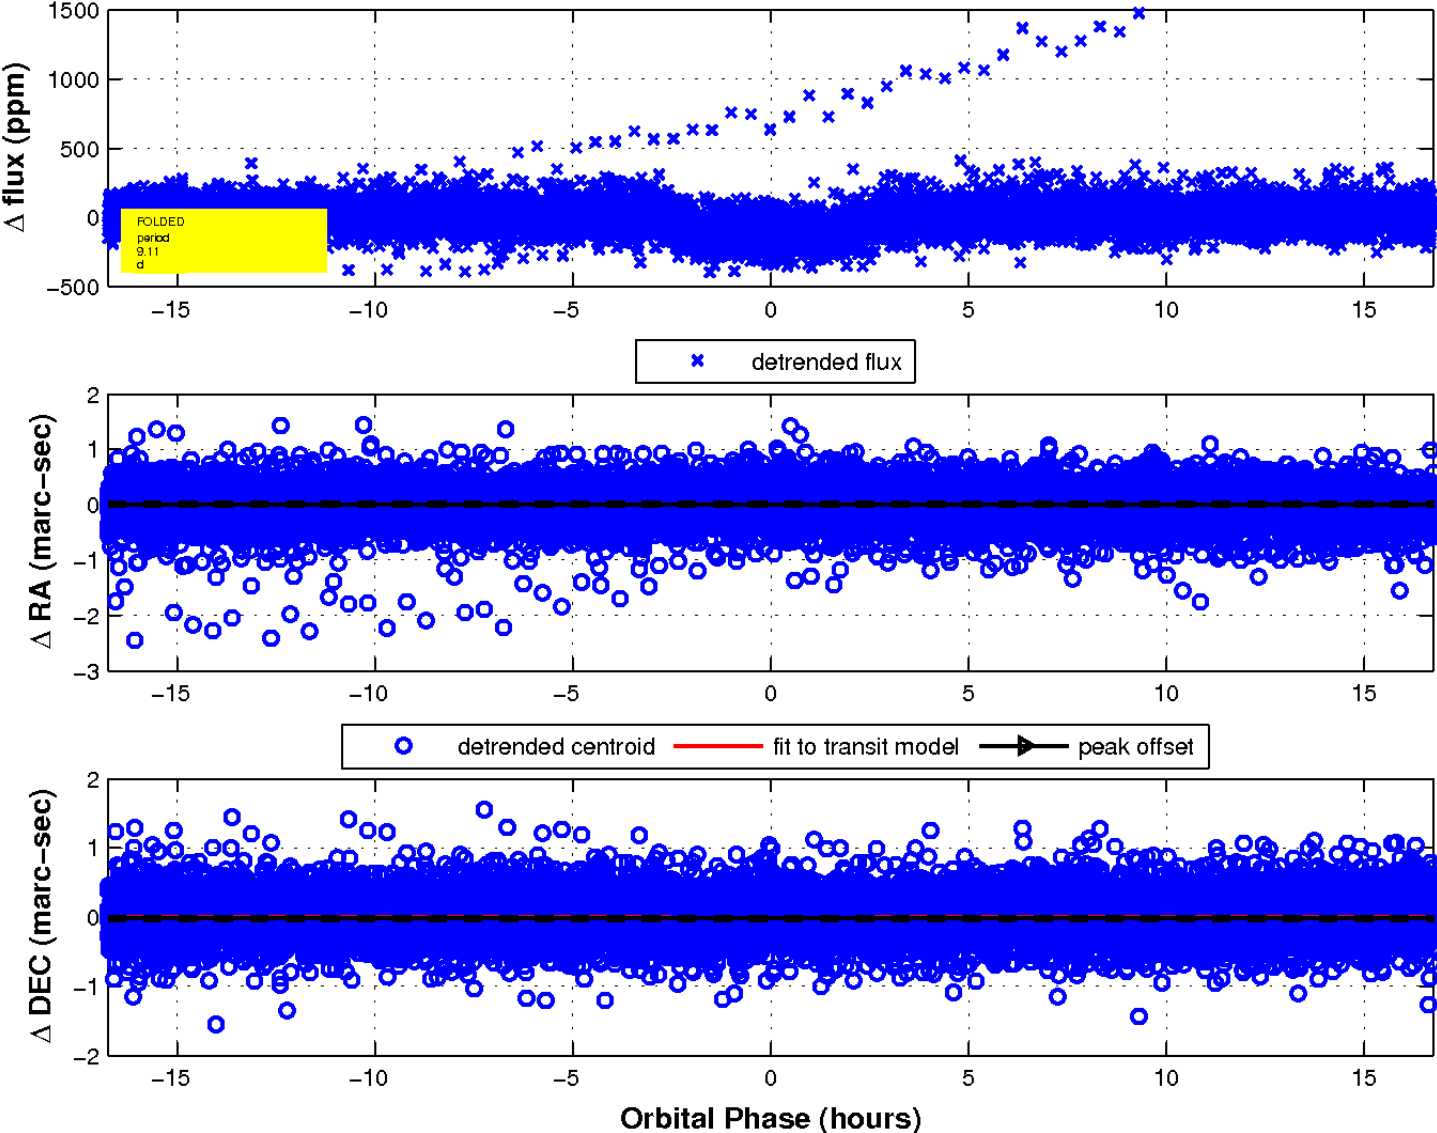 1500
1000
500
0
−500
Δ flux (ppm)
FOLDED
period
9.11
d
−15 −10 −5 0 5 10 15
detrended flux
2
1
0
−1
−2
−3
Δ RA (marc−sec)
−15 −10 −5 0 5 10 15
detrended centroid fit to transit model peak offset
2
1
0
−1
−2
Δ DEC (marc−sec)
−15 −10 −5 0 5 10 15
Orbital Phase (hours)